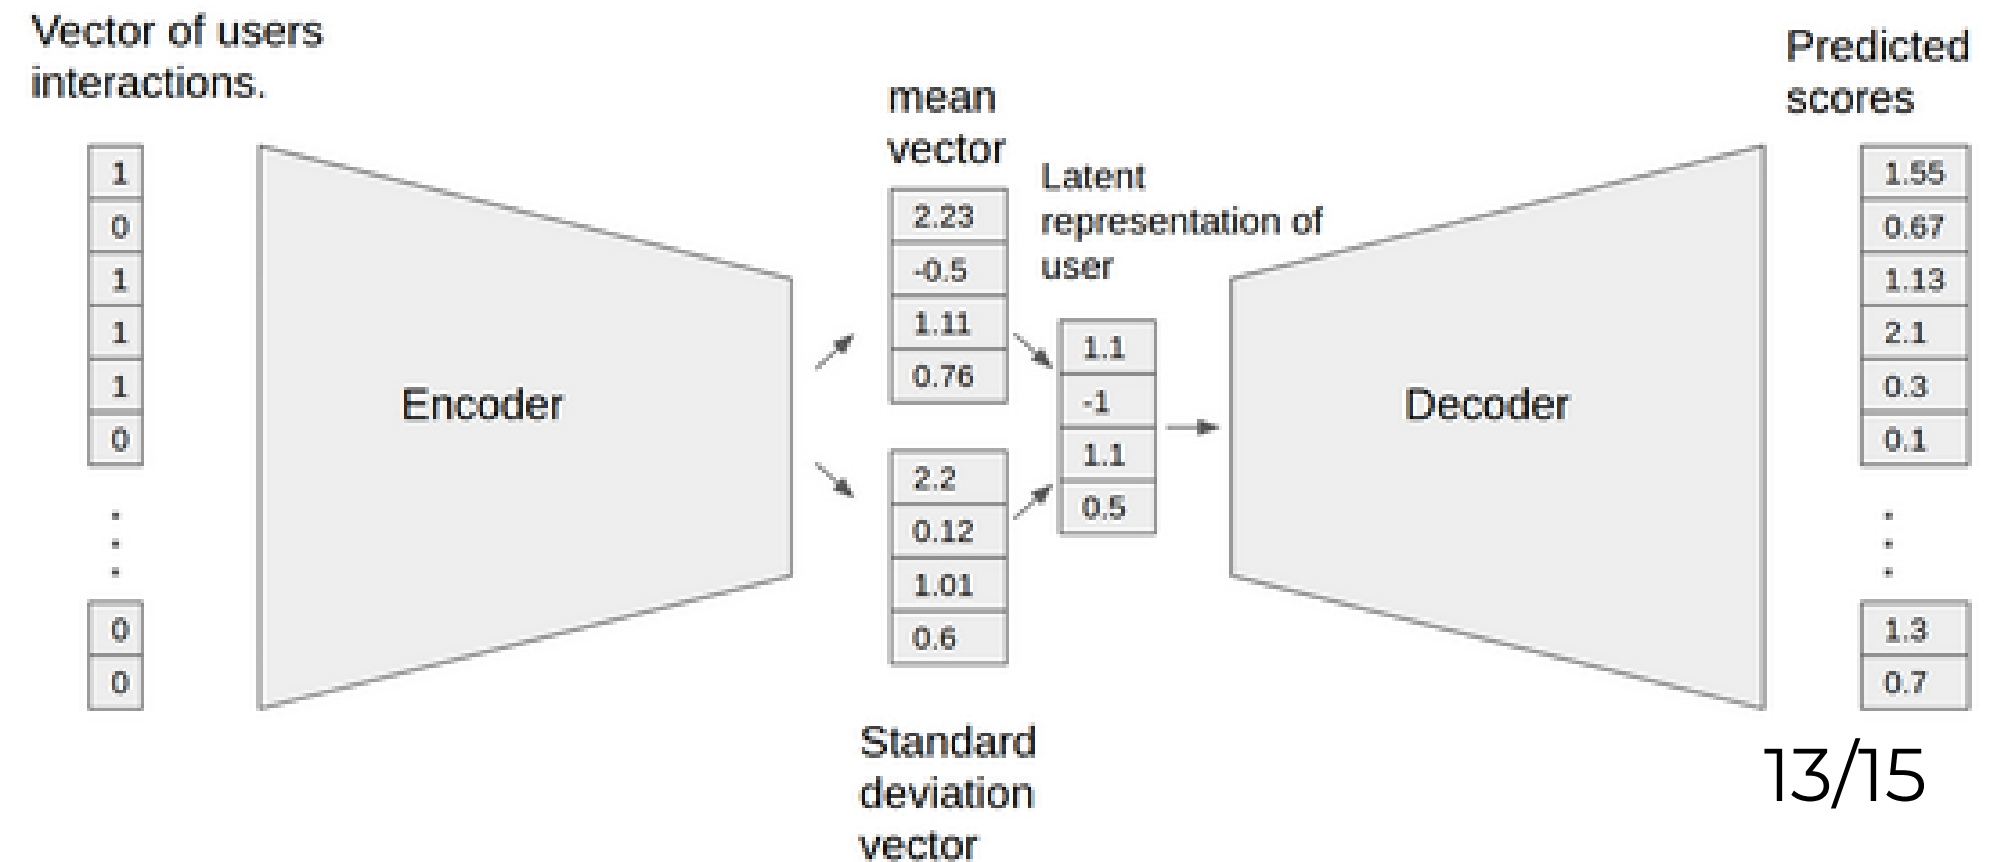 Vector of users
interactions.
1
0
1
1
1
0
0
0
Encoder
mean
vector
2.23
-0.5
1.11
0.76
2.2
0.12
1.01
0.6
Standard
deviation
vector
Latent
representation of
user
1.1
-1
1.1
0.5
Decoder
Predicted
scores
1.55
0.67
1.13
2.1
0.3
0.1
1.3
0.7
13/15